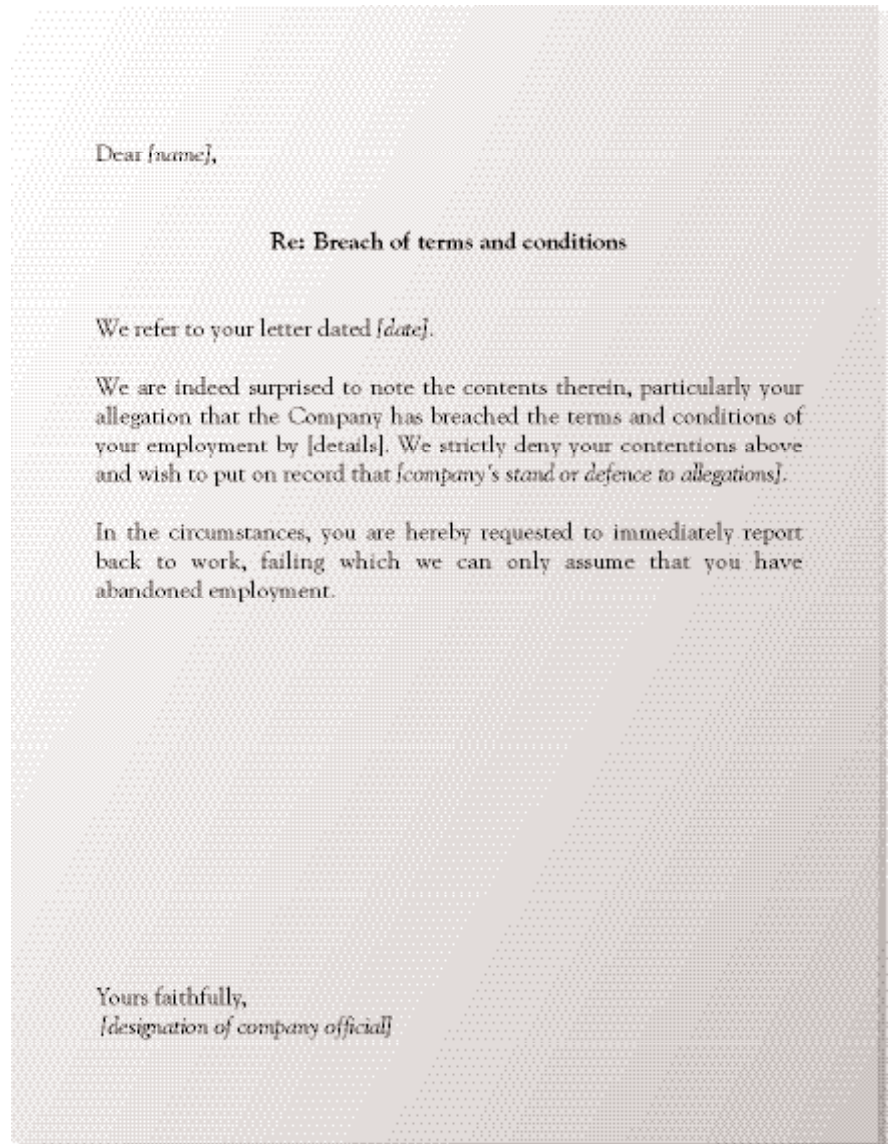 Dear [name],
Re: Breach of terms and conditions
We refer to your letter dated [date].
We are indeed surprised to note the contents therein, particularly your
allegation that the Company has breached the terms and conditions of
your employment by [details]. We strictly deny your contentions above
and wish to put on record that [company's stand or defence to allegations].
In the circumstances, you are hereby requested to immediately report
back to work, failing which we can only assume that you have
abandoned employment.
Yours faithfully,
[designation of company official]